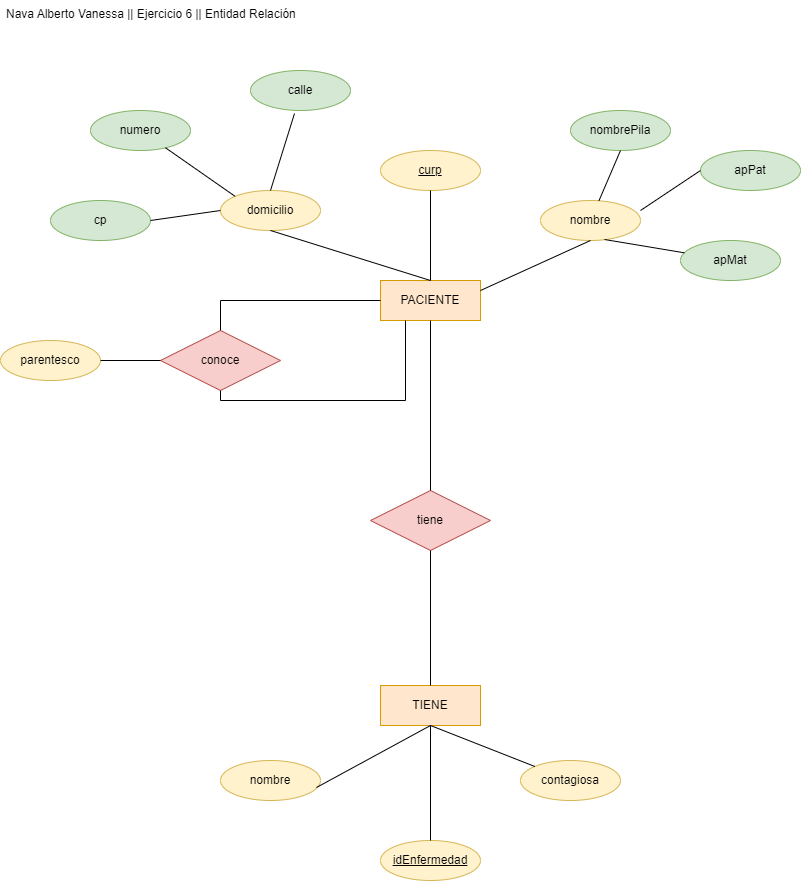 Nava Alberto Vanessa || Ejercicio 6 || Entidad Relación
calle
numero
nombrePila
curp
apPat
cp
domicilio
nombre
apMat
PACIENTE
parentesco
conoce
tiene
TIENE
nombre
contagiosa
idEnfermedad